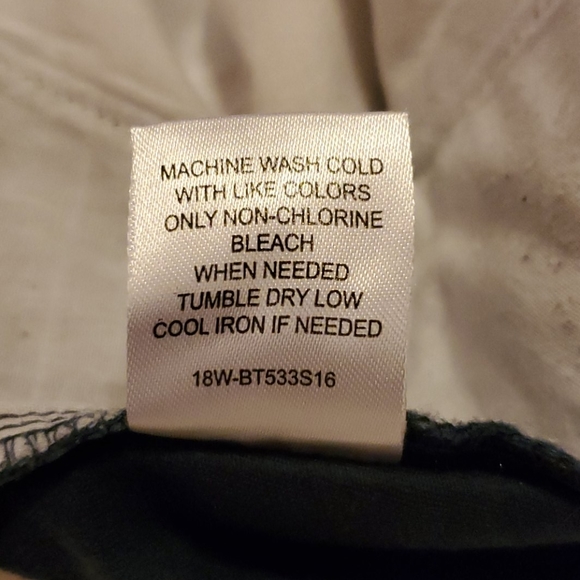 MACHINE WASH COLD
WITH LIKE COLORS
ONLY NON-CHLORINE
BLEACH
WHEN NEEDED
TUMBLE DRY LOW
COOL IRON IF NEEDED
18W-BT533S16